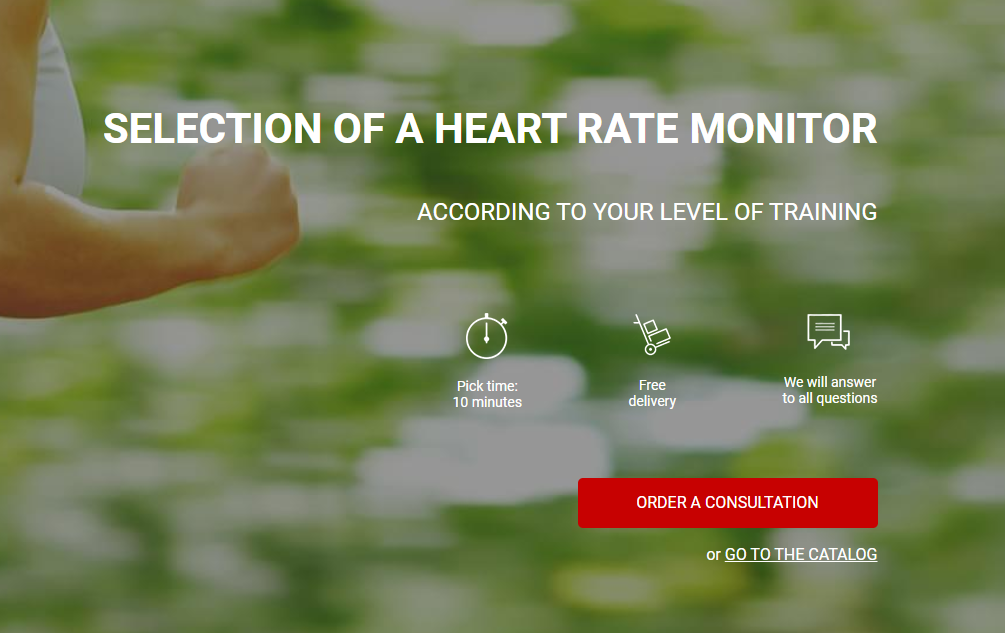 SELECTION OF A HEART RATE MONITOR
ACCORDING TO YOUR LEVEL OF TRAINING
Pick time:
10 minutes
Free
delivery
We will answer
to all questions
ORDER A CONSULTATION
or GO TO THE CATALOG